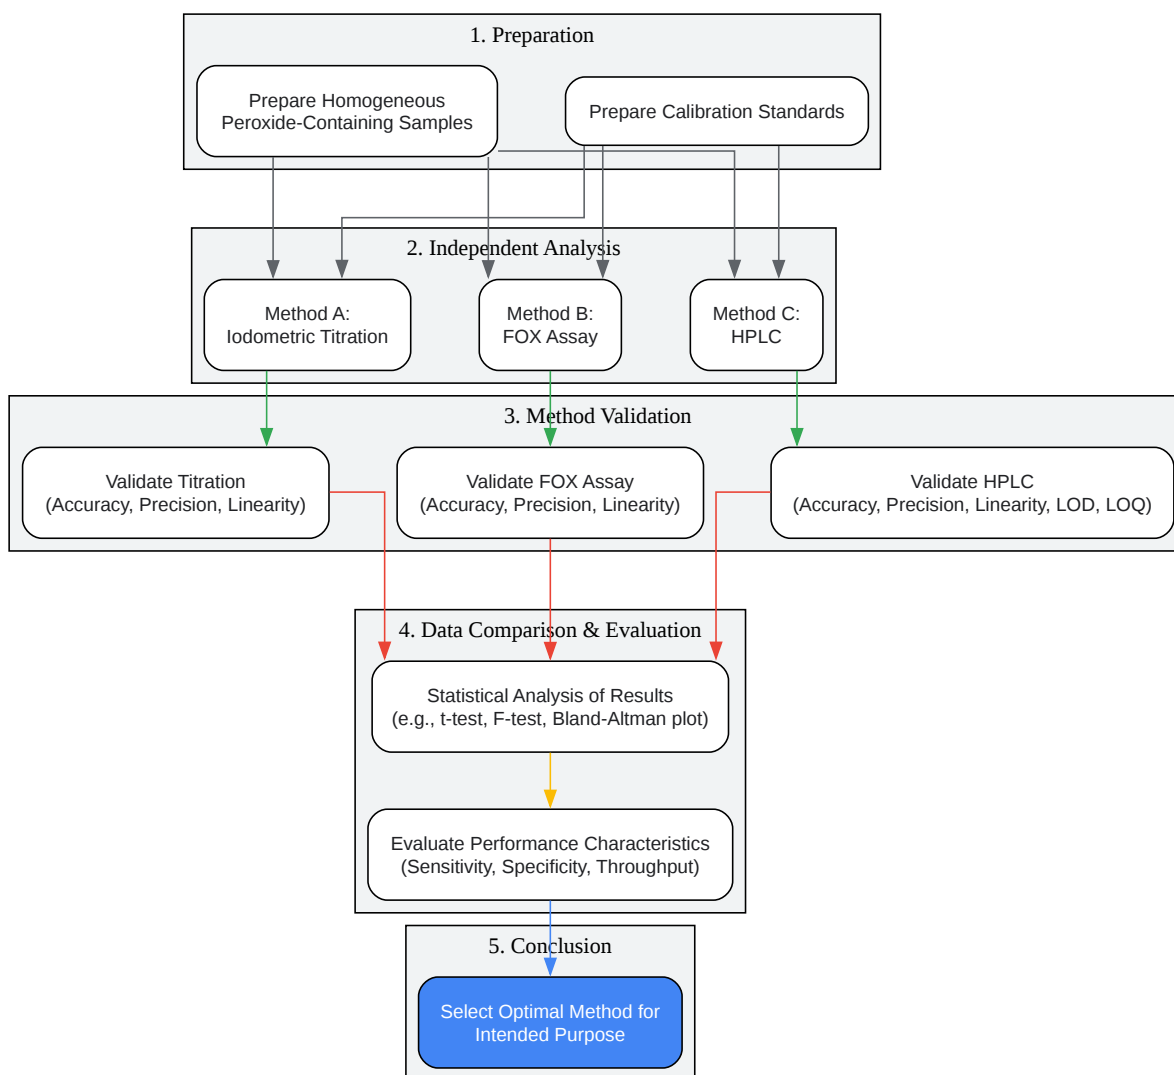 1. Preparation
Prepare Homogeneous
Peroxide-Containing Samples
Prepare Calibration Standards
2. Independent Analysis
Method A:
Iodometric Titration
Method B:
FOX Assay
Method C:
HPLC
3. Method Validation
Validate Titration
(Accuracy, Precision, Linearity)
Validate FOX Assay
(Accuracy, Precision, Linearity)
Validate HPLC
(Accuracy, Precision, Linearity, LOD, LOQ)
4. Data Comparison & Evaluation
Statistical Analysis of Results
(e.g., t-test, F-test, Bland-Altman plot)
Evaluate Performance Characteristics
(Sensitivity, Specificity, Throughput)
5. Conclusion
Select Optimal Method for
Intended Purpose